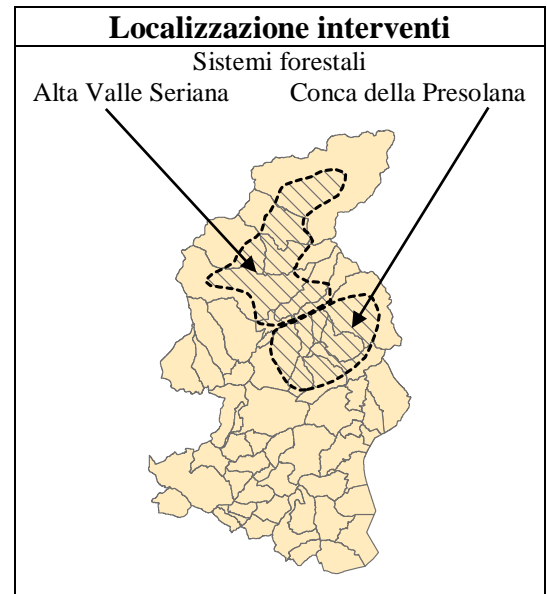 Localizzazione interventi
Sistemi forestali
Alta Valle Seriana Conca della Presolana